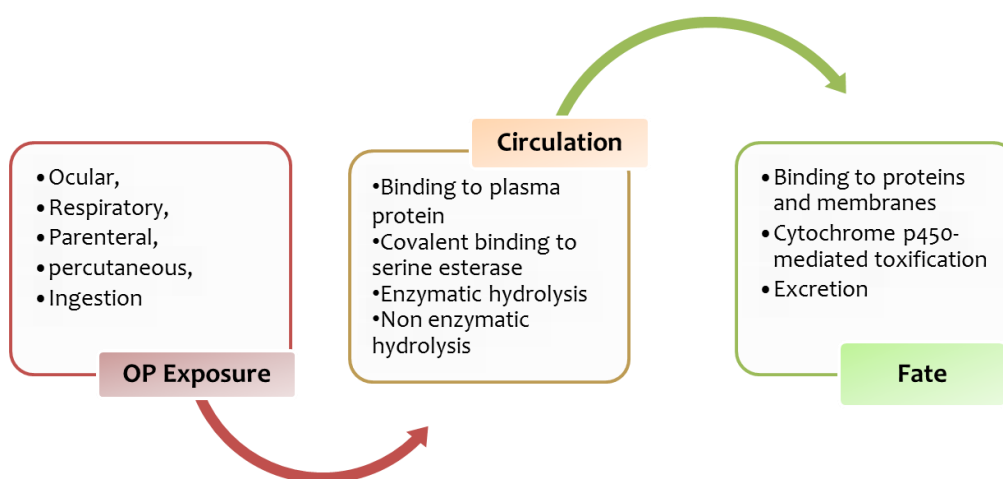 •Ocular,
•Respiratory,
•Parenteral,
•percutaneous,
•Ingestion
OP Exposure
Circulation
•Binding to plasma
protein
•Covalent binding to
serine esterase
•Enzymatic hydrolysis
•Non enzymatic
hydrolysis
•Binding to proteins
and membranes
•Cytochrome p450-
mediated toxification
•Excretion
Fate